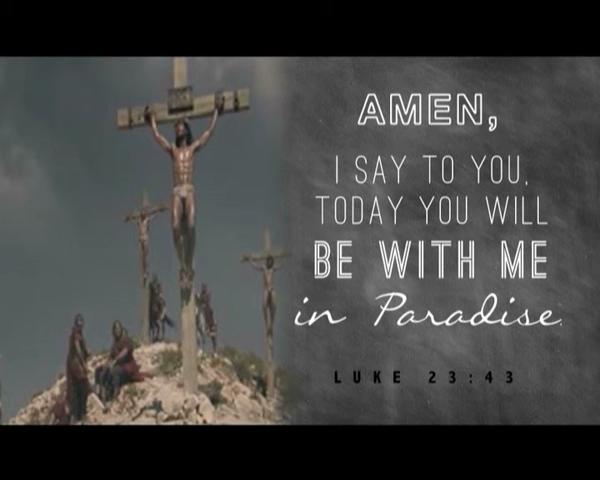 AMEN,
I SAY TO YOU,
TODAY YOU WILL
BE WITH ME
in Paradise.
LUKE 23:43